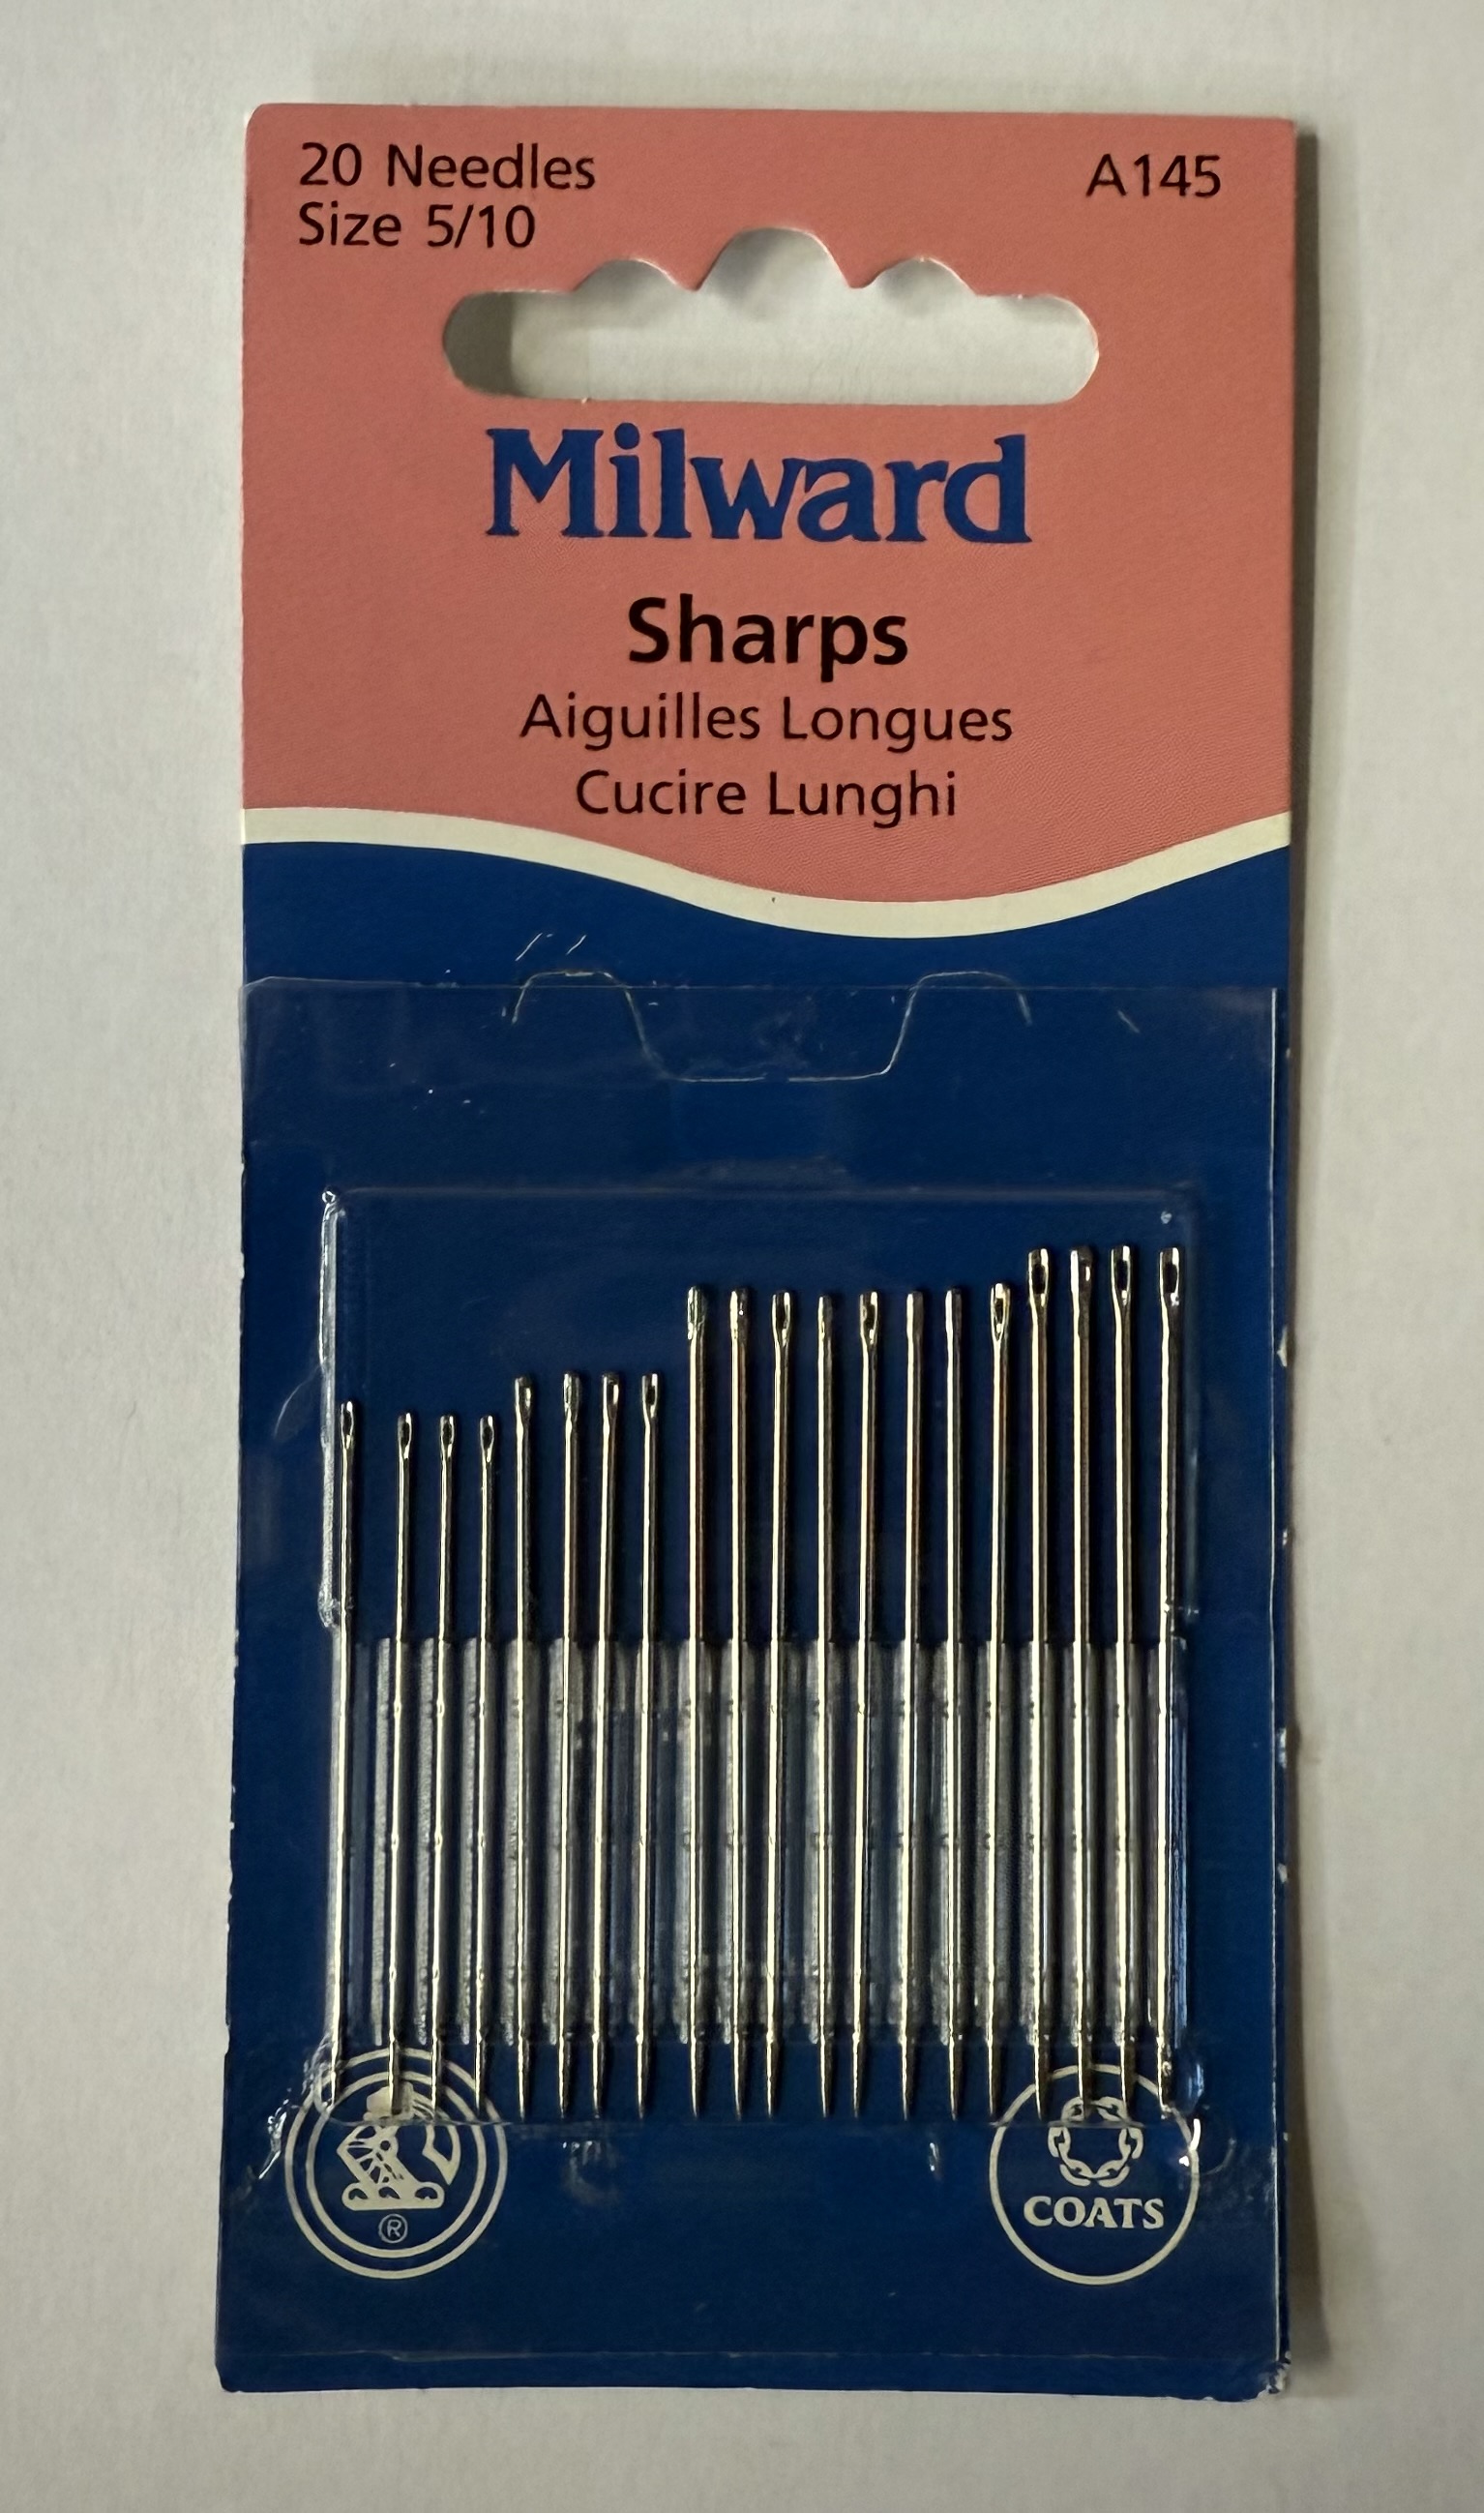 20 Needles
Size 5/10
A145
Milward
Sharps
Aiguilles Longues
Cucire Lunghi
®
COATS